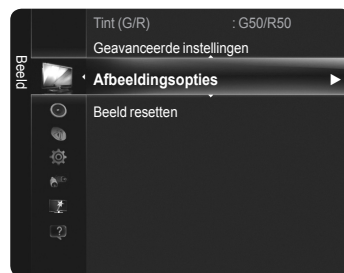 Beeld
Tint (G/R) : G50/R50
Geavanceerde instellingen
Afbeeldingsopties
Beeld resetten